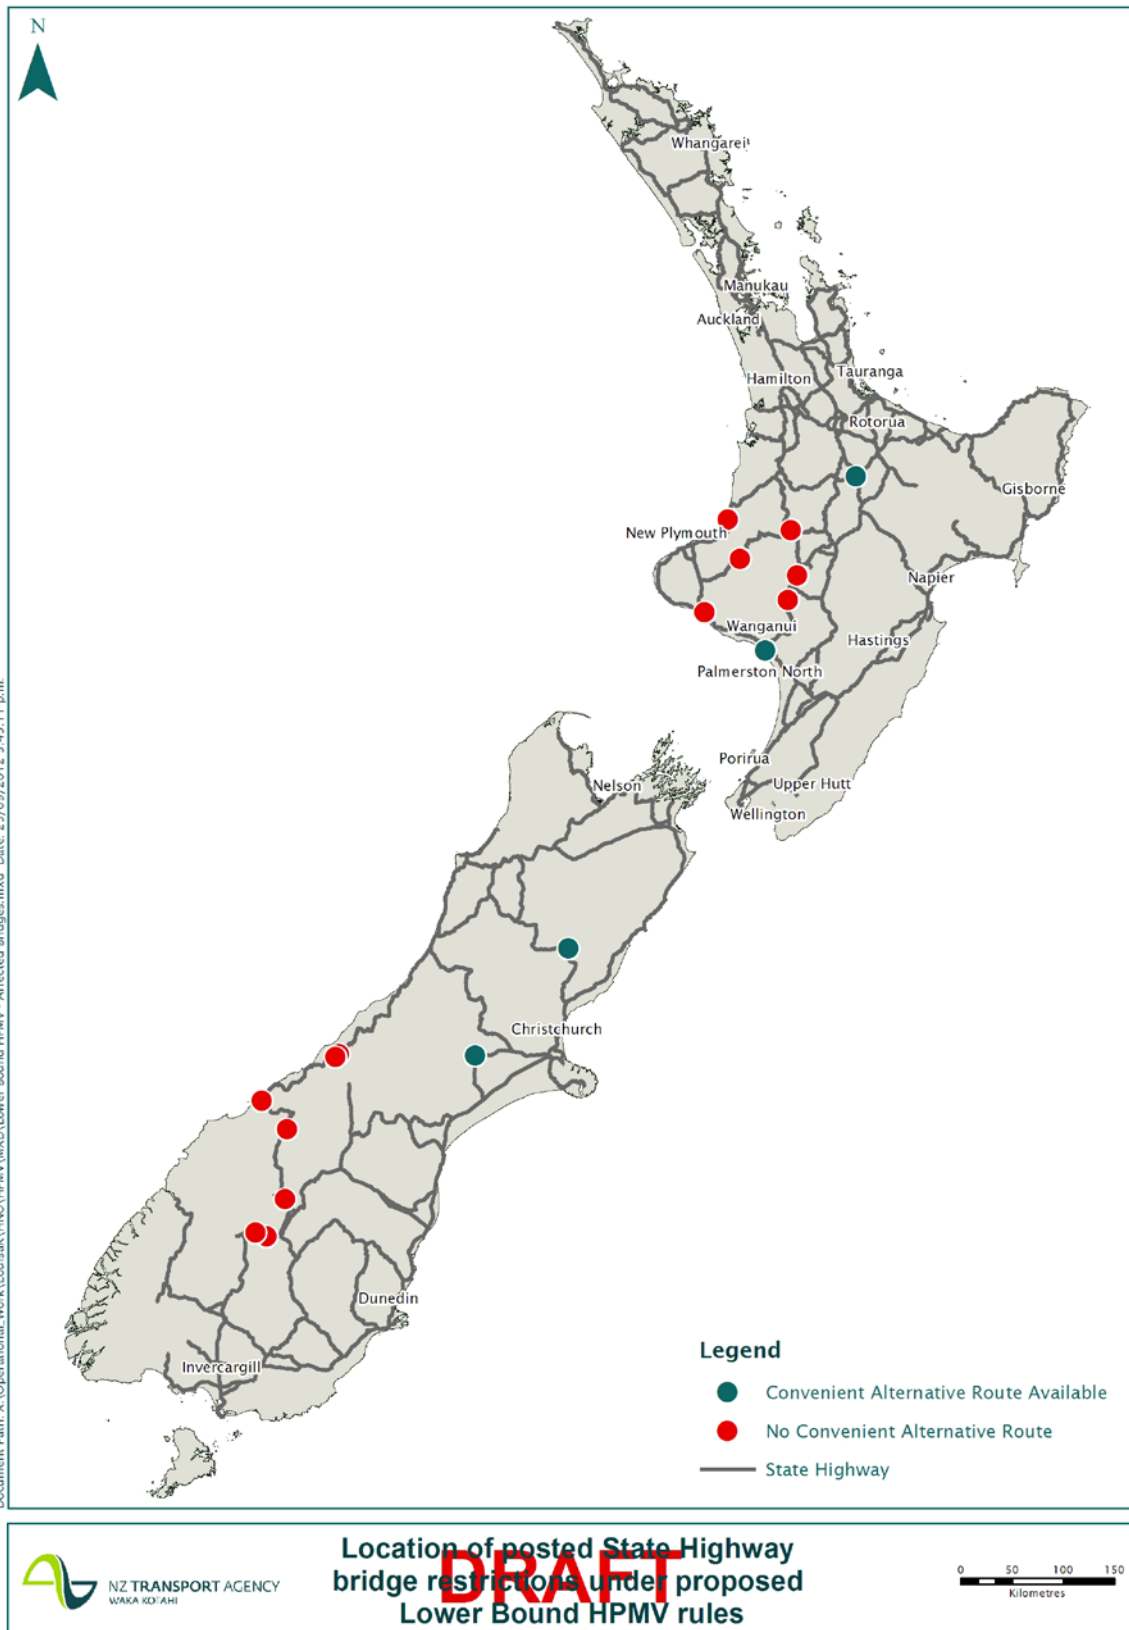 N
Whangarei
Manukau
Auckland
Hamilton
Tauranga
Rotorua
Gisborne
New Plymouth
Napier
Wanganui
Hastings
Palmerston North
Porirua
Nelson
Upper Hutt
Wellington
Christchurch
Dunedin
Invercargill
Legend
Convenient Alternative Route Available
No Convenient Alternative Route
State Highway
NZ TRANSPORT AGENCY
WAKA KOTAHI
Location of posted State Highway
bridge restrictions under proposed
Lower Bound HPMV rules
DRAFT
0 50 100 150
Kilometres